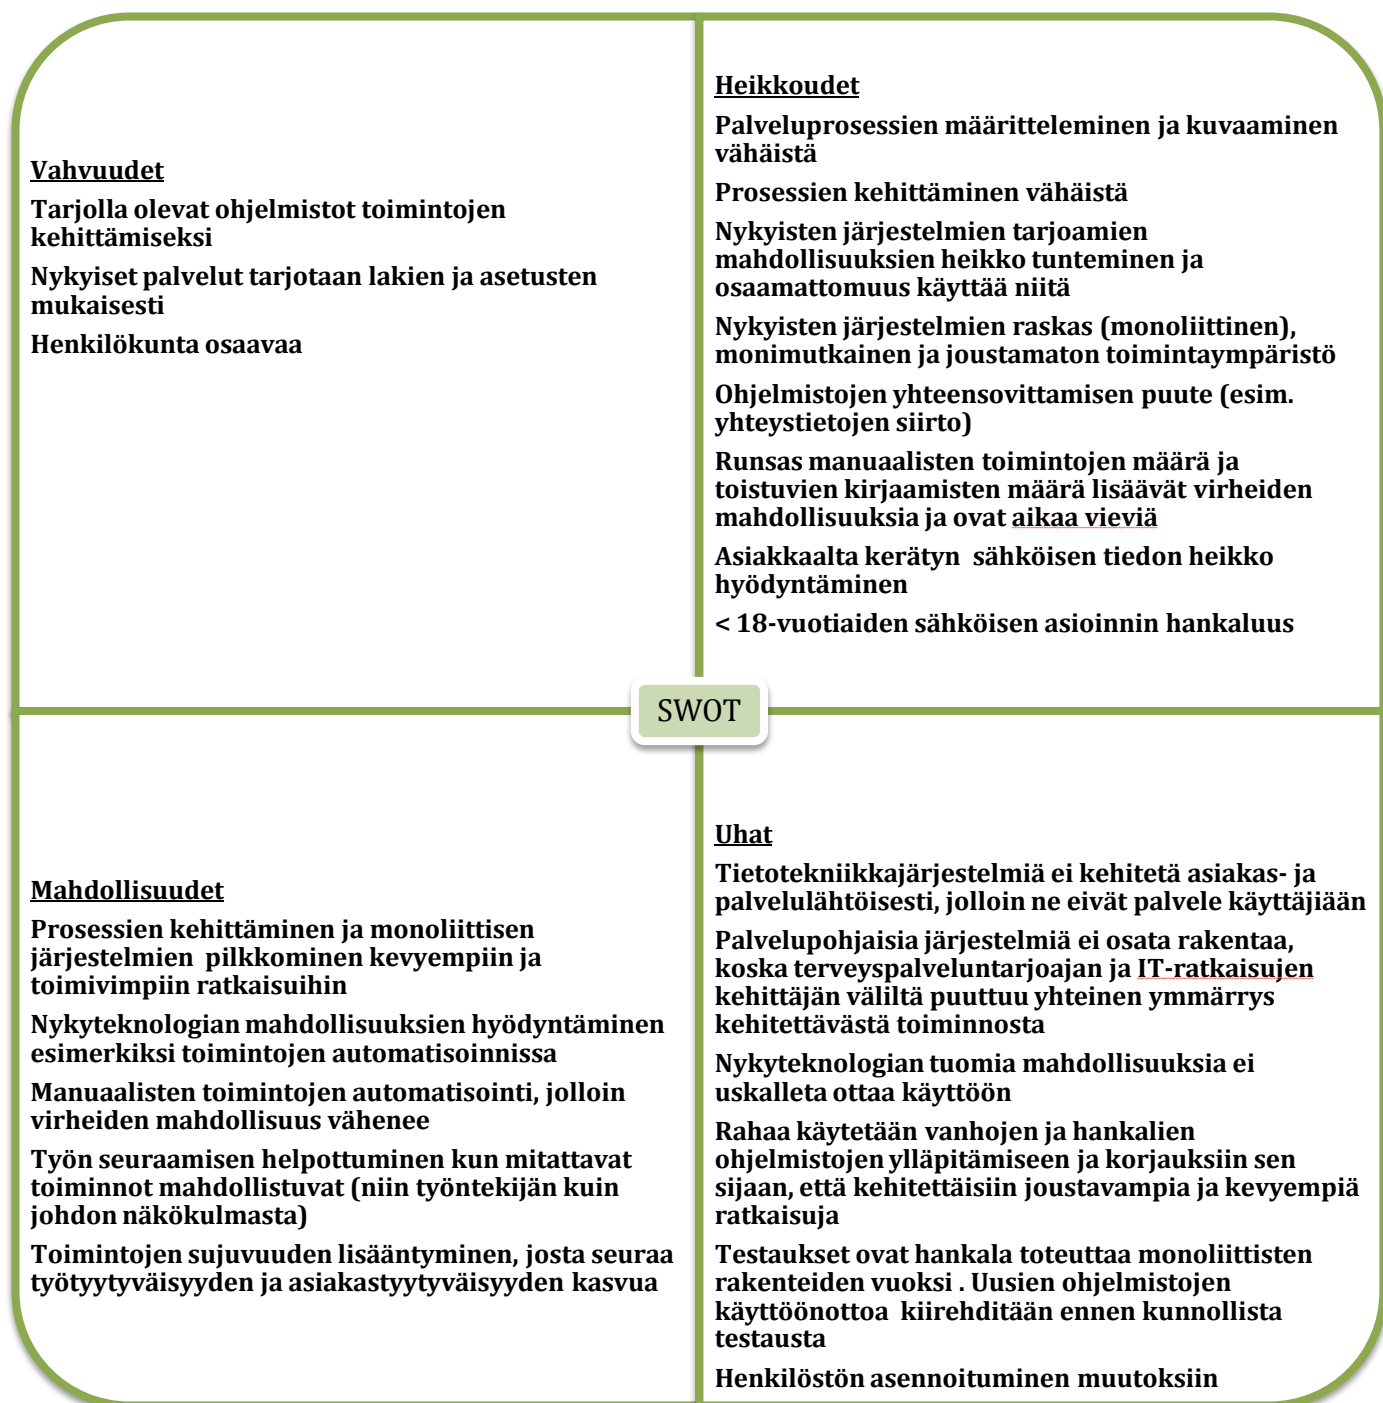 Vahvuudet
Tarjolla olevat ohjelmistot toimintojen
kehittämiseksi
Nykyiset palvelut tarjotaan lakien ja asetusten
mukaisesti
Henkilökunta osaavaa
Heikkoudet
Palveluprosessien määritteleminen ja kuvaaminen
vähäistä
Prosessien kehittäminen vähäistä
Nykyisten järjestelmien tarjoamien
mahdollisuuksien heikko tunteminen ja
osaamattomuus käyttää niitä
Nykyisten järjestelmien raskas (monoliittinen),
monimutkainen ja joustamaton toimintaympäristö
Ohjelmistojen yhteensovittamisen puute (esim.
yhteystietojen siirto)
Runsas manuaalisten toimintojen määrä ja
toistuvien kirjaamisten määrä lisäävät virheiden
mahdollisuuksia ja ovat aikaa vieviä
Asiakkaalta kerätyn sähköisen tiedon heikko
hyödyntäminen
< 18-vuotiaiden sähköisen asioinnin hankaluus
SWOT
Mahdollisuudet
Prosessien kehittäminen ja monoliittisen
järjestelmien pilkkominen kevyempiin ja
toimivimpiin ratkaisuihin
Nykyteknologian mahdollisuuksien hyödyntäminen
esimerkiksi toimintojen automatisoinnissa
Manuaalisten toimintojen automatisointi, jolloin
virheiden mahdollisuus vähenee
Työn seuraamisen helpottuminen kun mitattavat
toiminnot mahdollistuvat (niin työntekijän kuin
johdon näkökulmasta)
Toimintojen sujuvuuden lisääntyminen, josta seuraa
työtyytyväisyyden ja asiakastyytyväisyyden kasvua
Uhat
Tietotekniikkajärjestelmiä ei kehitetä asiakas- ja
palvelulähtöisesti, jolloin ne eivät palvele käyttäjiään
Palvelupohjaisia järjestelmiä ei osata rakentaa,
koska terveyspalveluntarjoajan ja IT-ratkaisujen
kehittäjän väliltä puuttuu yhteinen ymmärrys
kehitettävästä toiminnosta
Nykyteknologian tuomia mahdollisuuksia ei
uskalleta ottaa käyttöön
Rahaa käytetään vanhojen ja hankalien
ohjelmistojen ylläpitämiseen ja korjauksiin sen
sijaan, että kehitettäisiin joustavampia ja kevyempiä
ratkaisuja
Testaukset ovat hankala toteuttaa monoliittisten
rakenteiden vuoksi . Uusien ohjelmistojen
käyttöönottoa kiirehditään ennen kunnollista
testausta
Henkilöstön asennoituminen muutoksiin